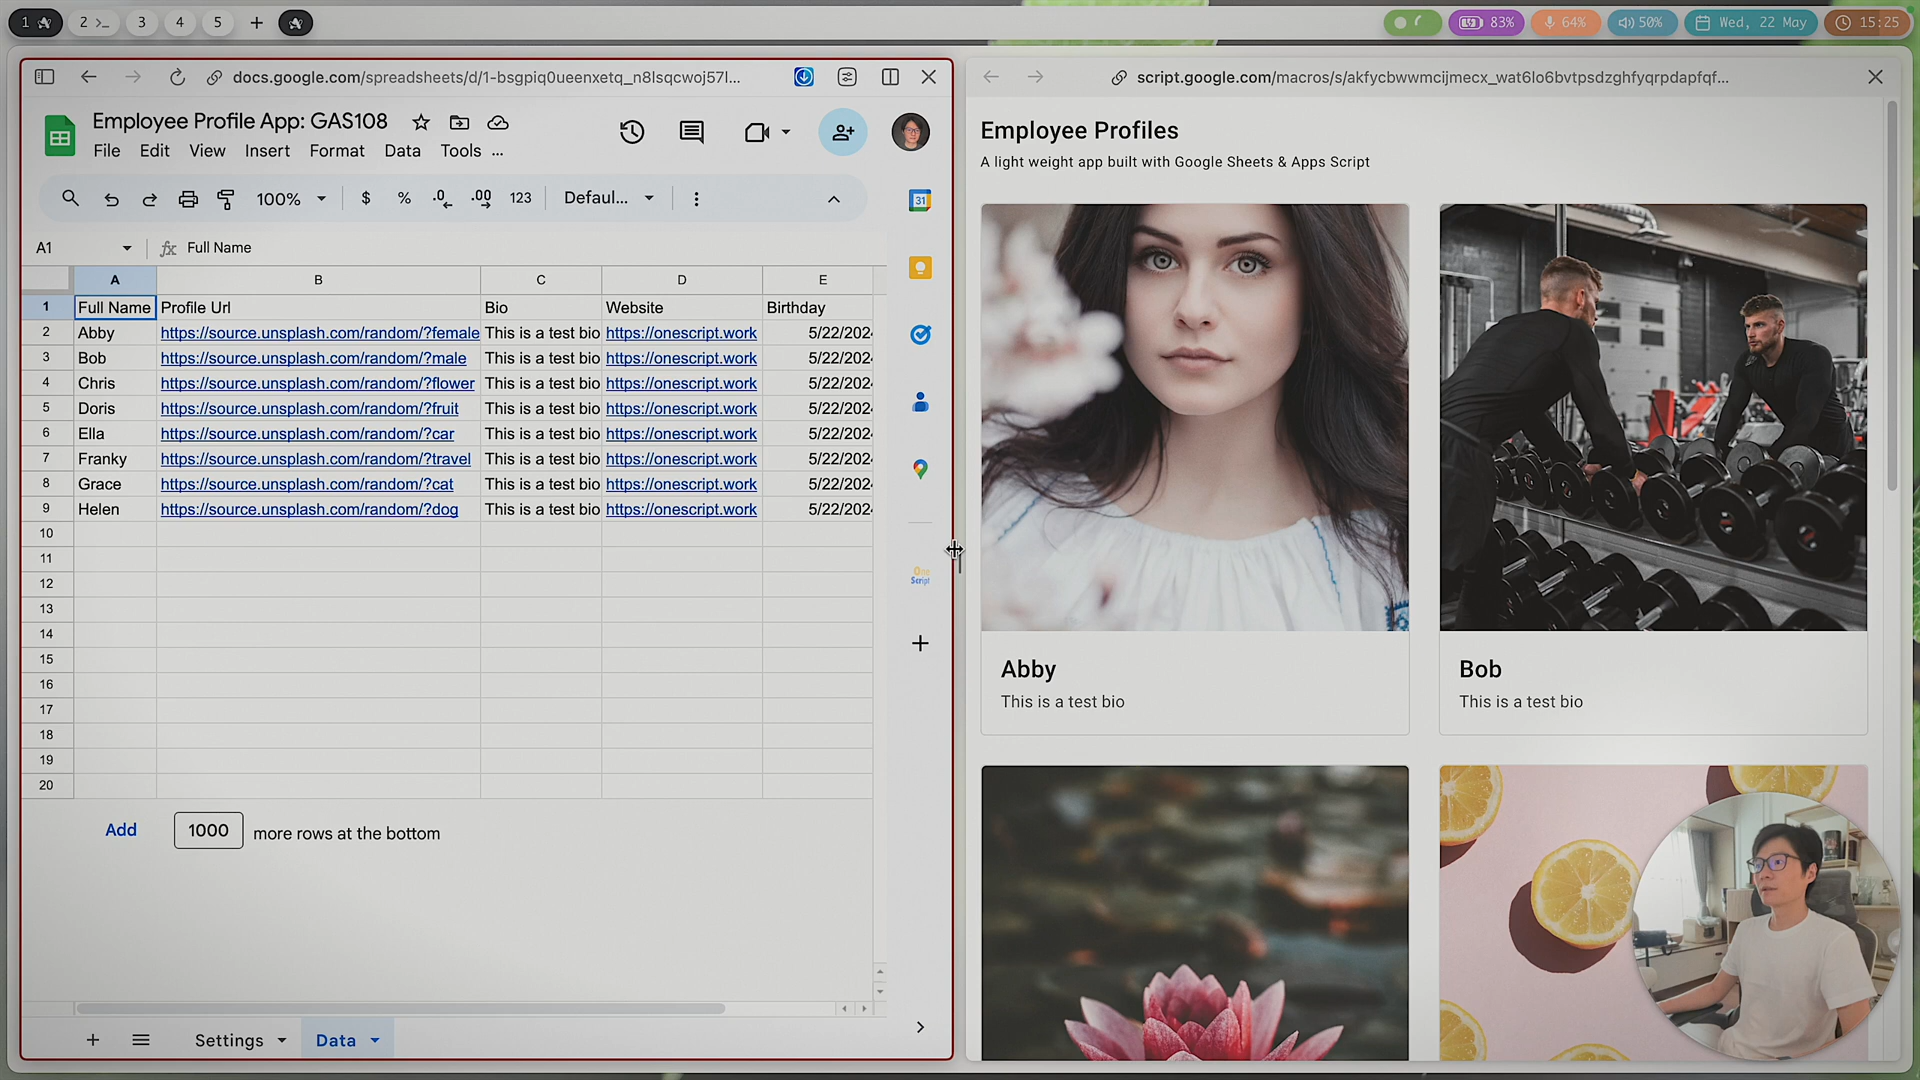 1 2 >_ 3 4 5 +
83% 64% 50% Wed, 22 May 15:25
docs.google.com/spreadsheets/d/1-bsgpiq0ueenxetq_n8lsqcwoj57l...
Employee Profile App: GAS108
File Edit View Insert Format Data Tools ...
100% $ % .0 .00 123 Defaul...
A1 fx Full Name
A B C D E
1 Full Name Profile Url Bio Website Birthday
2 Abby https://source.unsplash.com/random/?female This is a test bio https://onescript.work 5/22/2024
3 Bob https://source.unsplash.com/random/?male This is a test bio https://onescript.work 5/22/2024
4 Chris https://source.unsplash.com/random/?flower This is a test bio https://onescript.work 5/22/2024
5 Doris https://source.unsplash.com/random/?fruit This is a test bio https://onescript.work 5/22/2024
6 Ella https://source.unsplash.com/random/?car This is a test bio https://onescript.work 5/22/2024
7 Franky https://source.unsplash.com/random/?travel This is a test bio https://onescript.work 5/22/2024
8 Grace https://source.unsplash.com/random/?cat This is a test bio https://onescript.work 5/22/2024
9 Helen https://source.unsplash.com/random/?dog This is a test bio https://onescript.work 5/22/2024
10
11
12
13
14
15
16
17
18
19
20
Add 1000 more rows at the bottom
+ Settings Data
31
One
Script
script.google.com/macros/s/akfycbwwmcijmecx_wat6lo6bvtpsdzghfyqrpdapfqf...
Employee Profiles
A light weight app built with Google Sheets & Apps Script
Abby
This is a test bio
Bob
This is a test bio